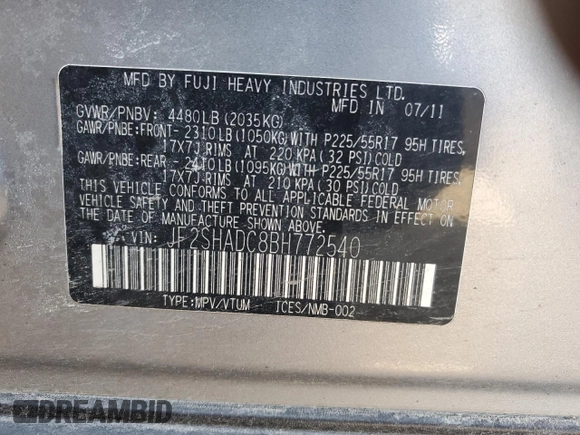 MFD BY FUJI HEAVY INDUSTRIES LTD.
MFD IN 07/11
GVWR/PNBV: 4480LB(2035KG)
GAWR/PNBE:FRONT- 2310LB(1050KG)WITH P225/55R17 95H TIRES,
17X7J RIMS AT 220 KPA(32 PSI)COLD
GAWR/PNBE:REAR - 2410LB(1095KG)WITH P225/55R17 95H TIRES,
17X7J RIMS AT 210 KPA(30 PSI)COLD
THIS VEHICLE CONFORMS TO ALL APPLICABLE FEDERAL MOTOR
VEHICLE SAFETY, BUMPER, AND THEFT PREVENTION
STANDARDS IN EFFECT ON THE DATE OF
MANUFACTURE SHOWN ABOVE.
VIN: JF2SHADC8BH772540
TYPE:MPV/VTUM TCES/NMB-002
DREAMBID